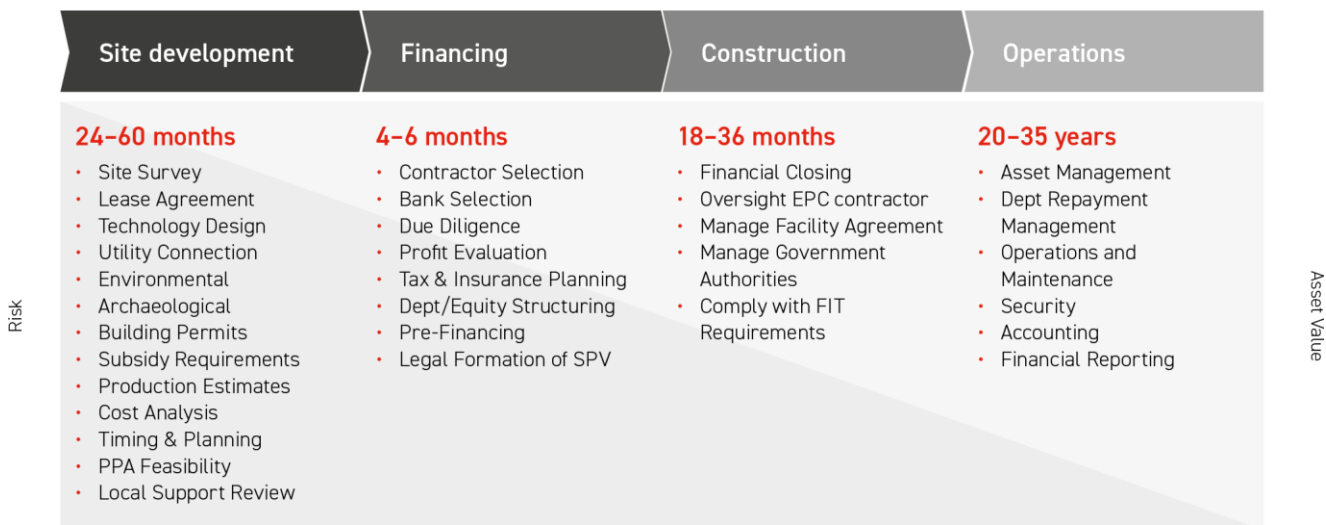 Site development
Financing
Construction
Operations
24–60 months
• Site Survey
• Lease Agreement
• Technology Design
• Utility Connection
• Environmental
• Archaeological
• Building Permits
• Subsidy Requirements
• Production Estimates
• Cost Analysis
• Timing & Planning
• PPA Feasibility
• Local Support Review
4–6 months
• Contractor Selection
• Bank Selection
• Due Diligence
• Profit Evaluation
• Tax & Insurance Planning
• Dept/Equity Structuring
• Pre-Financing
• Legal Formation of SPV
18–36 months
• Financial Closing
• Oversight EPC contractor
• Manage Facility Agreement
• Manage Government
Authorities
• Comply with FIT
Requirements
20–35 years
• Asset Management
• Dept Repayment
Management
• Operations and
Maintenance
• Security
• Accounting
• Financial Reporting
Risk
Asset Value